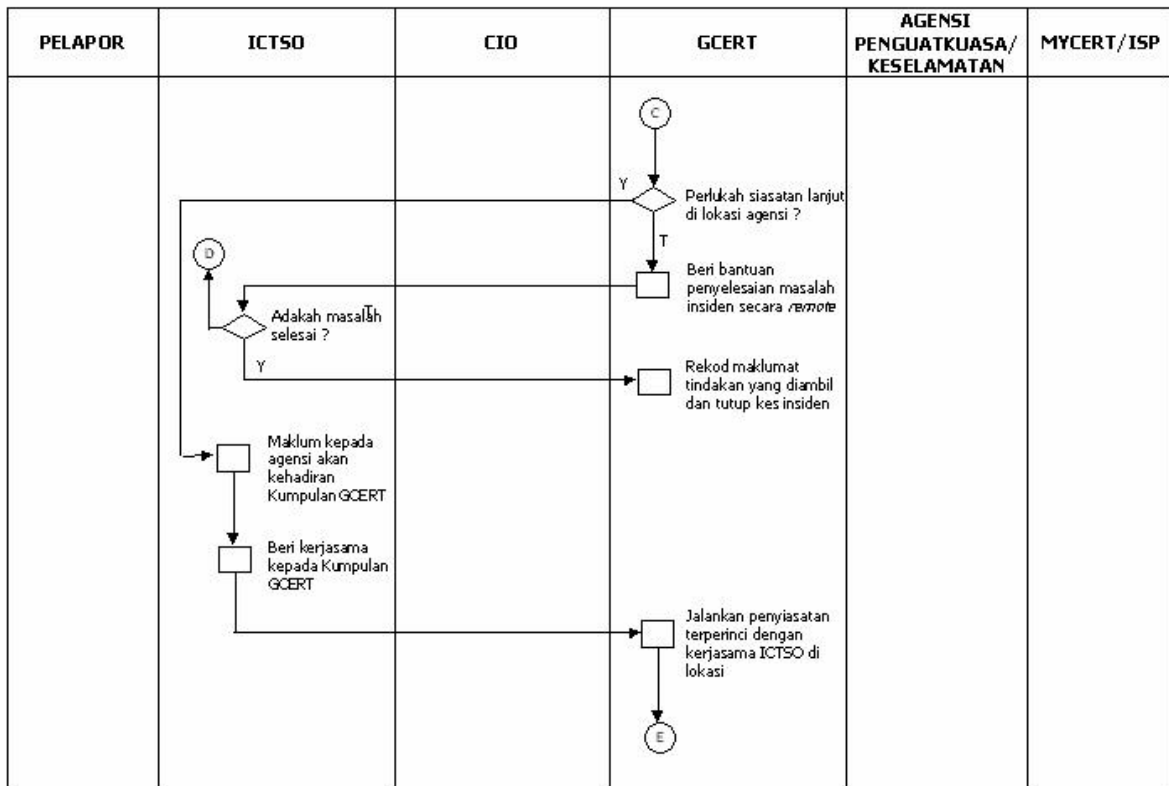 PELAPOR
ICTSO
CIO
GCERT
AGENSI
PENGUATKUASA/
KESELAMATAN
MYCERT/ISP
C
Y
Perlukah siasatan lanjut
di lokasi agensi ?
T
D
Beri bantuan
penyelesaian masalah
insiden secara remote
Adakah masalah
selesai ?
T
Y
Rekod maklumat
tindakan yang diambil
dan tutup kes insiden
Maklum kepada
agensi akan
kehadiran
Kumpulan GCERT
Beri kerjasama
kepada Kumpulan
GCERT
Jalankan penyiasatan
terperinci dengan
kerjasama ICTSO di
lokasi
E